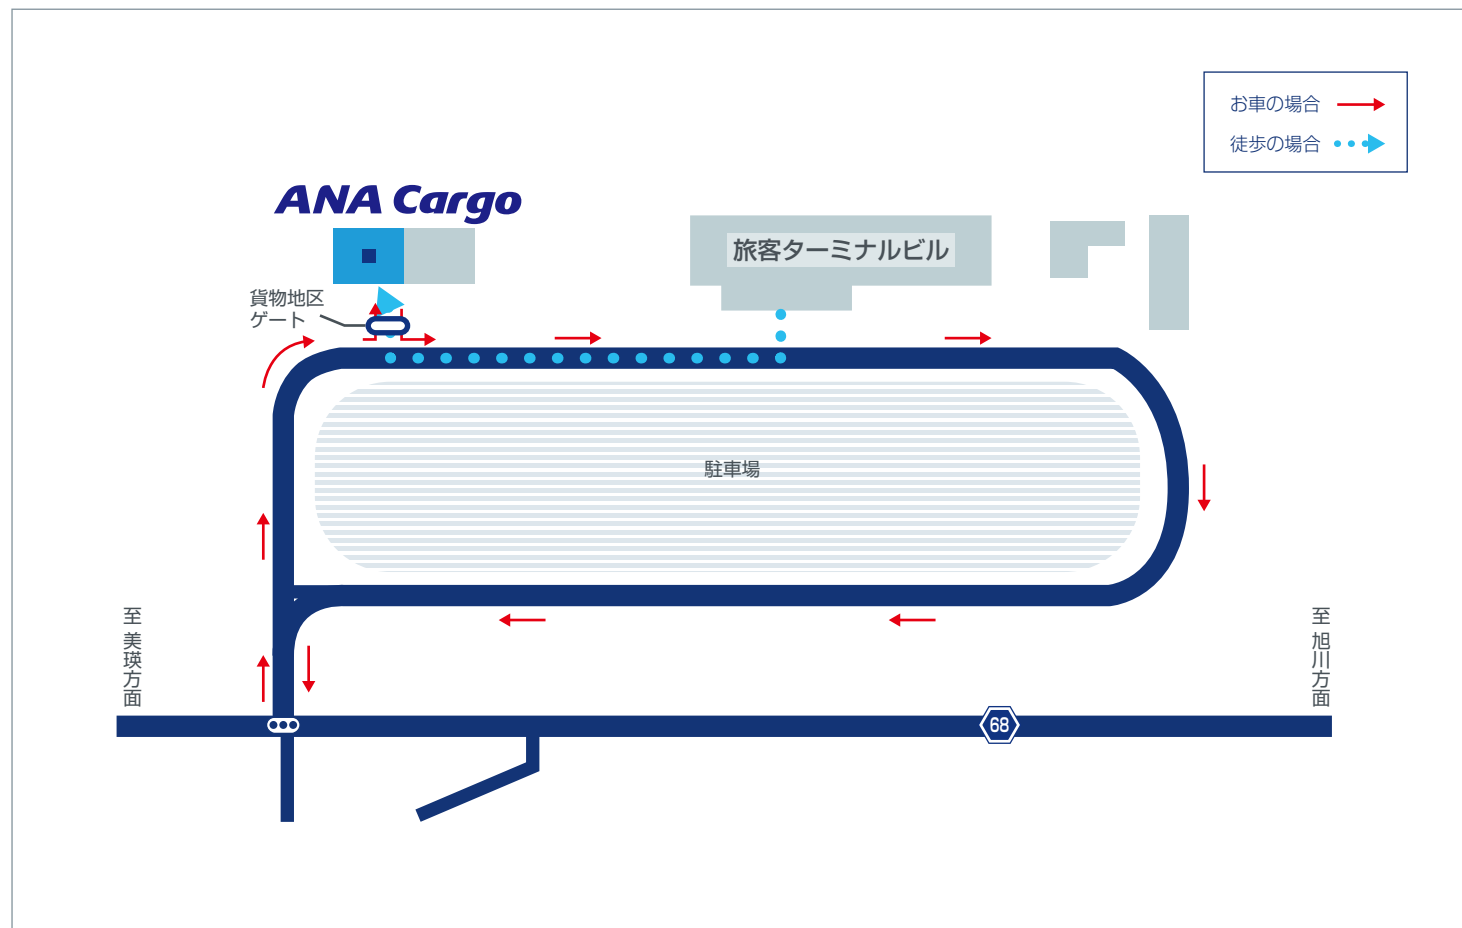 お車の場合
徒歩の場合
ANA Cargo
旅客ターミナルビル
貨物地区
ゲート
駐車場
至 美瑛方面
至 旭川方面
68